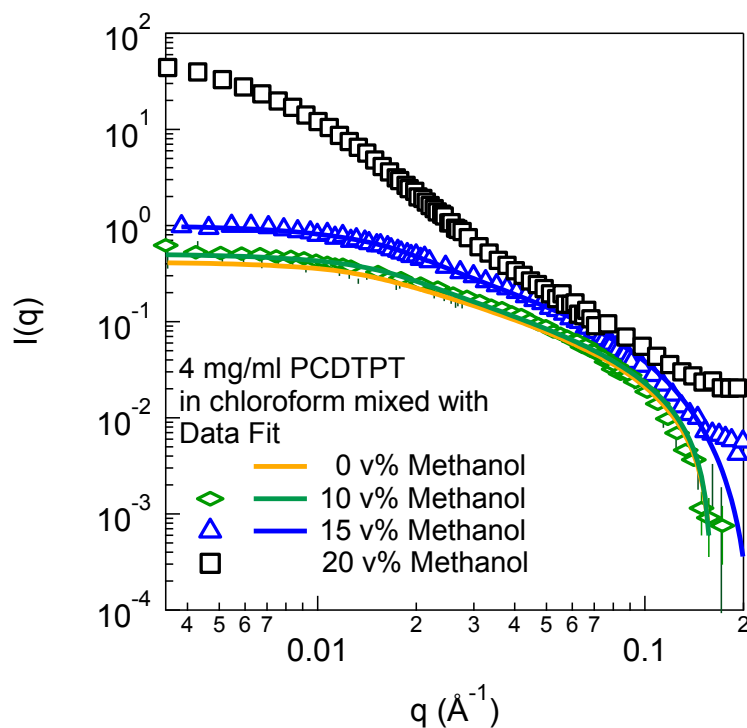 10²
10¹
10⁰
10⁻¹
10⁻²
10⁻³
10⁻⁴
I(q)
4 mg/ml PCDTPT
in chloroform mixed with
Data Fit
0 v% Methanol
10 v% Methanol
15 v% Methanol
20 v% Methanol
4 5 6 7 2 3 4 5 6 7 2
0.01 0.1
q (Å⁻¹)